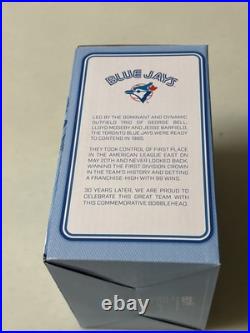 BLUE JAYS
LED BY THE DOMINANT AND DYNAMIC
OUTFIELD TRIO OF GEORGE BELL,
LLOYD MOSEBY AND JESSE BARFIELD,
THE TORONTO BLUE JAYS WERE READY
TO CONTEND IN 1985.
THEY TOOK CONTROL OF FIRST PLACE
IN THE AMERICAN LEAGUE EAST ON
MAY 20TH AND NEVER LOOKED BACK,
WINNING THE FIRST DIVISION CROWN
IN THE TEAM'S HISTORY AND SETTING
A FRANCHISE-HIGH WITH 99 WINS.
30 YEARS LATER, WE ARE PROUD TO
CELEBRATE THIS GREAT TEAM WITH
THIS COMMEMORATIVE BOBBLEHEAD.